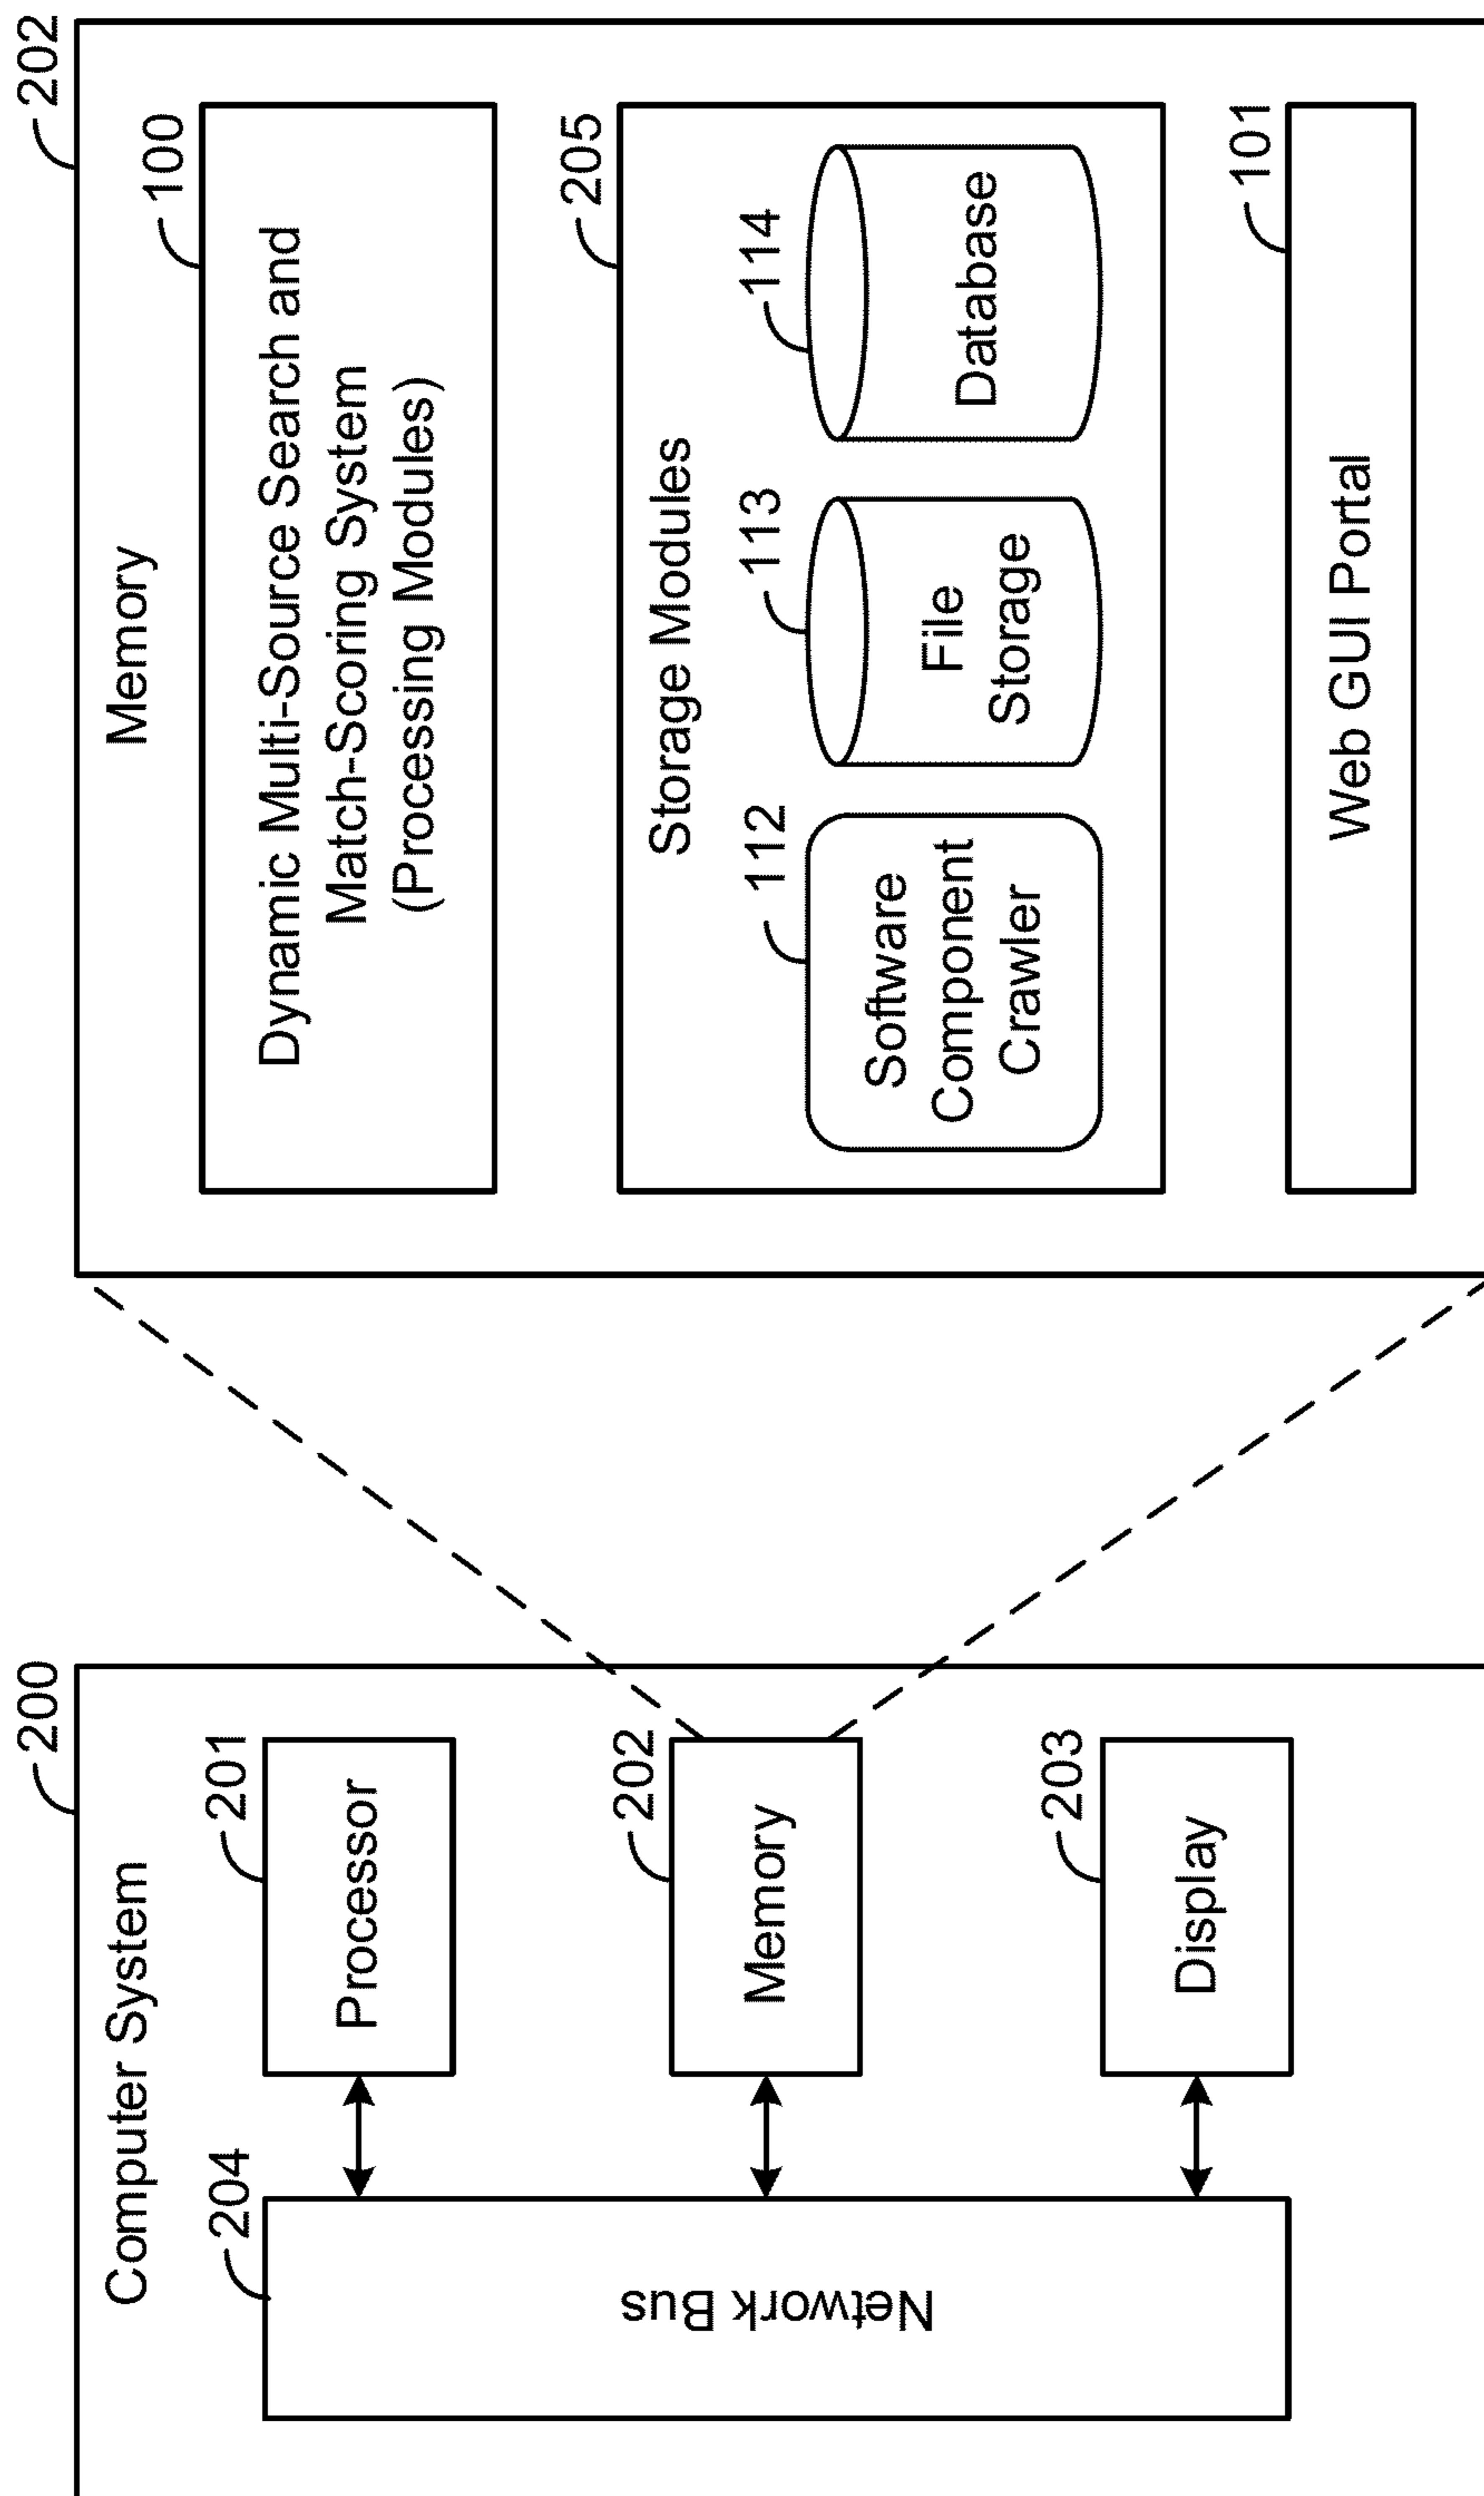 200
Computer System
204
Network Bus
201
Processor
202
Memory
203
Display
202
Memory
100
Dynamic Multi-Source Search and
Match-Scoring System
(Processing Modules)
205
Storage Modules
112
Software
Component
Crawler
113
File
Storage
114
Database
101
Web GUI Portal